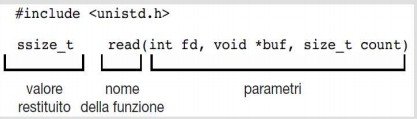 #include <unistd.h>
ssize_t read(int fd, void *buf, size_t count)
valore nome parametri
restituito della funzione